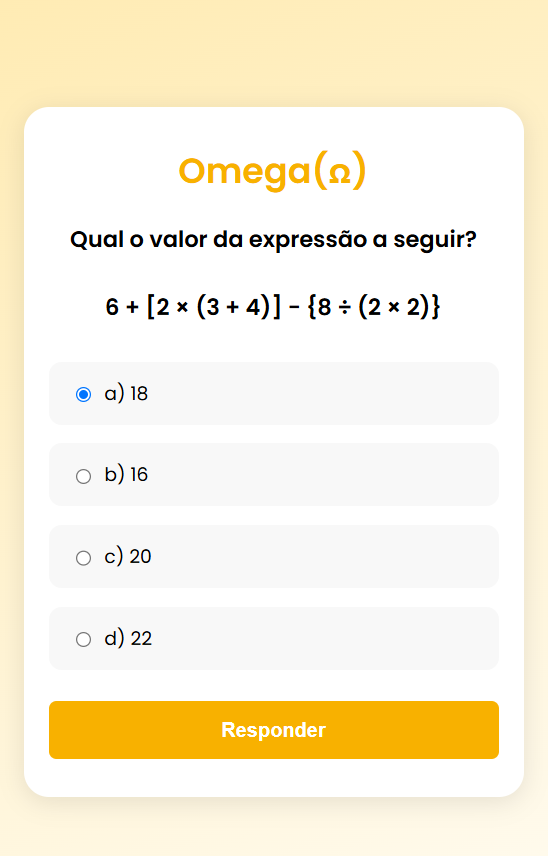 Omega(Ω)
Qual o valor da expressão a seguir?
6 + [2 × (3 + 4)] − {8 ÷ (2 × 2)}
a) 18
b) 16
c) 20
d) 22
Responder